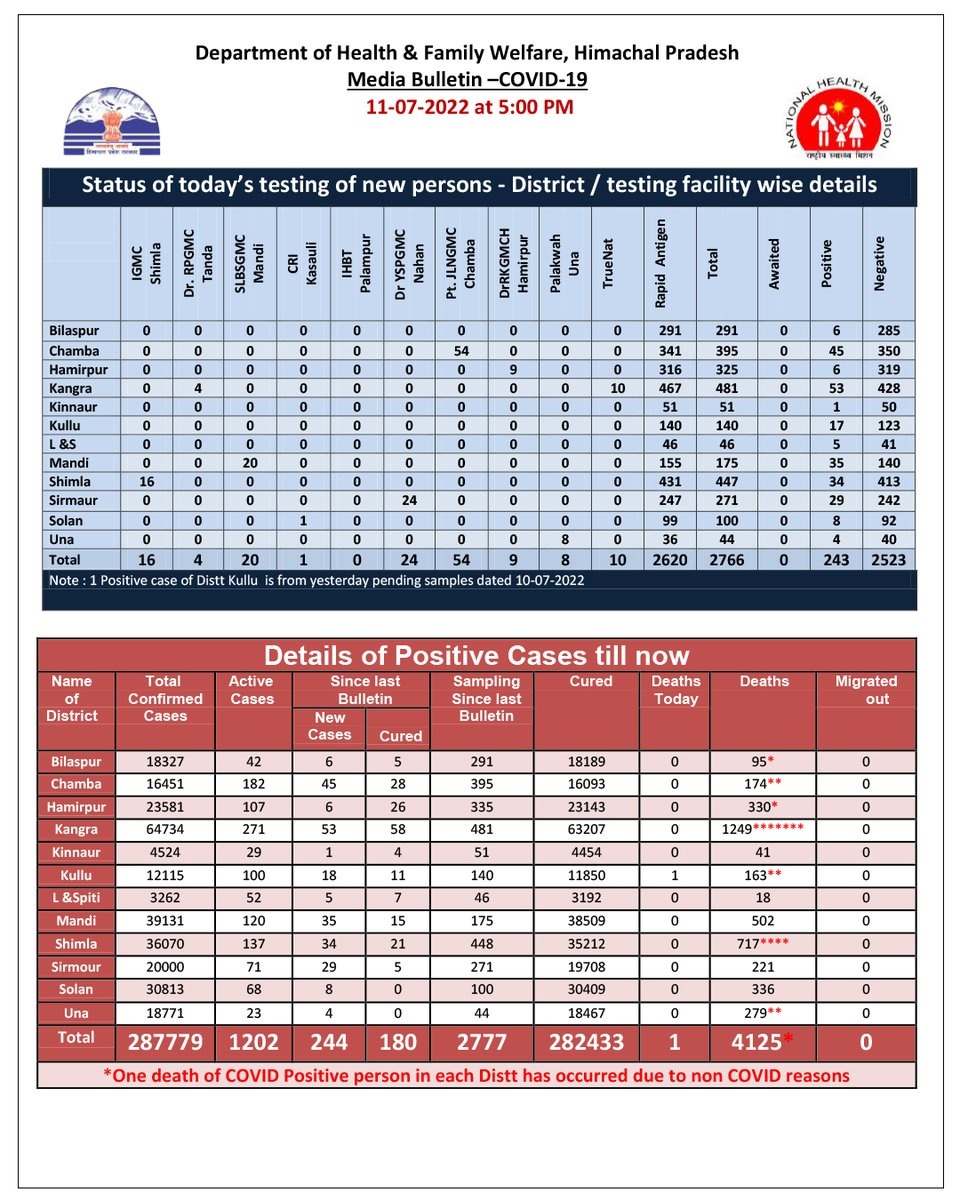 Department of Health & Family Welfare, Himachal Pradesh
Media Bulletin –COVID-19
11-07-2022 at 5:00 PM
NATIONAL HEALTH MISSION
राष्ट्रीय स्वास्थ्य मिशन
सत्यमेव जयते
हिमाचल प्रदेश शासन
Status of today’s testing of new persons - District / testing facility wise details
IGMC Shimla Dr. RPGMC Tanda SLBSGMC Mandi CRI Kasauli IHBT Palampur Dr YSPGMC Nahan Pt. JLNGMC Chamba DrRKGMCH Hamirpur Palakwah Una TrueNat Rapid Antigen Total Awaited Positive Negative
Bilaspur 0 0 0 0 0 0 0 0 0 0 291 291 0 6 285
Chamba 0 0 0 0 0 0 54 0 0 0 341 395 0 45 350
Hamirpur 0 0 0 0 0 0 0 9 0 0 316 325 0 6 319
Kangra 0 4 0 0 0 0 0 0 0 10 467 481 0 53 428
Kinnaur 0 0 0 0 0 0 0 0 0 0 51 51 0 1 50
Kullu 0 0 0 0 0 0 0 0 0 0 140 140 0 17 123
L &S 0 0 0 0 0 0 0 0 0 0 46 46 0 5 41
Mandi 0 0 20 0 0 0 0 0 0 0 155 175 0 35 140
Shimla 16 0 0 0 0 0 0 0 0 0 431 447 0 34 413
Sirmaur 0 0 0 0 0 24 0 0 0 0 247 271 0 29 242
Solan 0 0 0 1 0 0 0 0 0 0 99 100 0 8 92
Una 0 0 0 0 0 0 0 0 8 0 36 44 0 4 40
Total 16 4 20 1 0 24 54 9 8 10 2620 2766 0 243 2523
Note : 1 Positive case of Distt Kullu is from yesterday pending samples dated 10-07-2022
Details of Positive Cases till now
Name of District Total Confirmed Cases Active Cases Since last Bulletin Sampling Since last Bulletin Cured Deaths Today Deaths Migrated out
New Cases Cured
Bilaspur 18327 42 6 5 291 18189 0 95* 0
Chamba 16451 182 45 28 395 16093 0 174** 0
Hamirpur 23581 107 6 26 335 23143 0 330* 0
Kangra 64734 271 53 58 481 63207 0 1249******* 0
Kinnaur 4524 29 1 4 51 4454 0 41 0
Kullu 12115 100 18 11 140 11850 1 163** 0
L &Spiti 3262 52 5 7 46 3192 0 18 0
Mandi 39131 120 35 15 175 38509 0 502 0
Shimla 36070 137 34 21 448 35212 0 717**** 0
Sirmour 20000 71 29 5 271 19708 0 221 0
Solan 30813 68 8 0 100 30409 0 336 0
Una 18771 23 4 0 44 18467 0 279** 0
Total 287779 1202 244 180 2777 282433 1 4125* 0
*One death of COVID Positive person in each Distt has occurred due to non COVID reasons